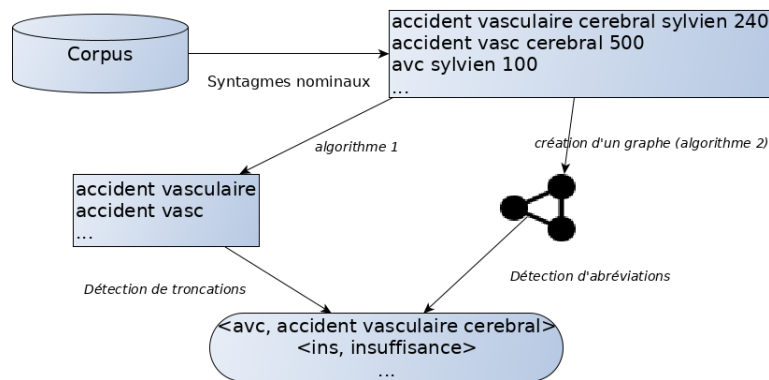 Corpus
Syntagmes nominaux
accident vasculaire cerebral sylvien 240
accident vasc cerebral 500
avc sylvien 100
...
algorithme 1
création d'un graphe (algorithme 2)
accident vasculaire
accident vasc
...
Détection de troncations
Détection d'abréviations
<avc, accident vasculaire cerebral>
<ins, insuffisance>
...